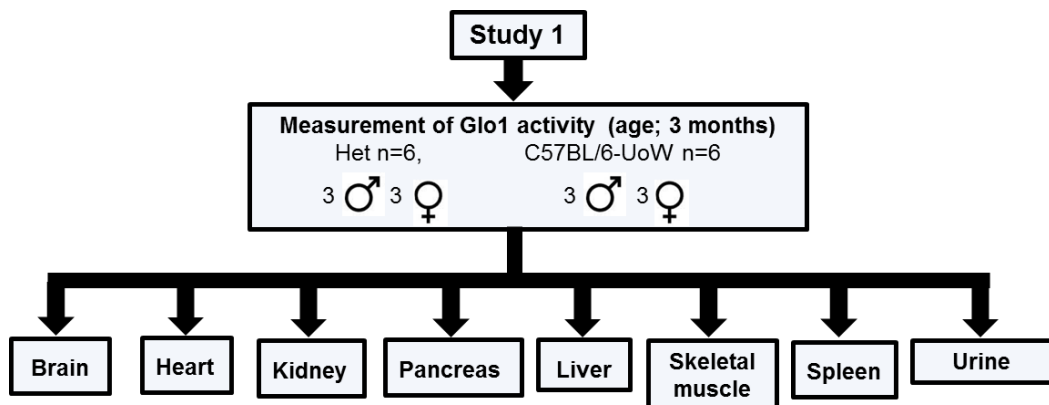 Study 1
Measurement of Glo1 activity (age; 3 months)
Het n=6, C57BL/6-UoW n=6
3 ♂ 3 ♀ 3 ♂ 3 ♀
Brain
Heart
Kidney
Pancreas
Liver
Skeletal
muscle
Spleen
Urine